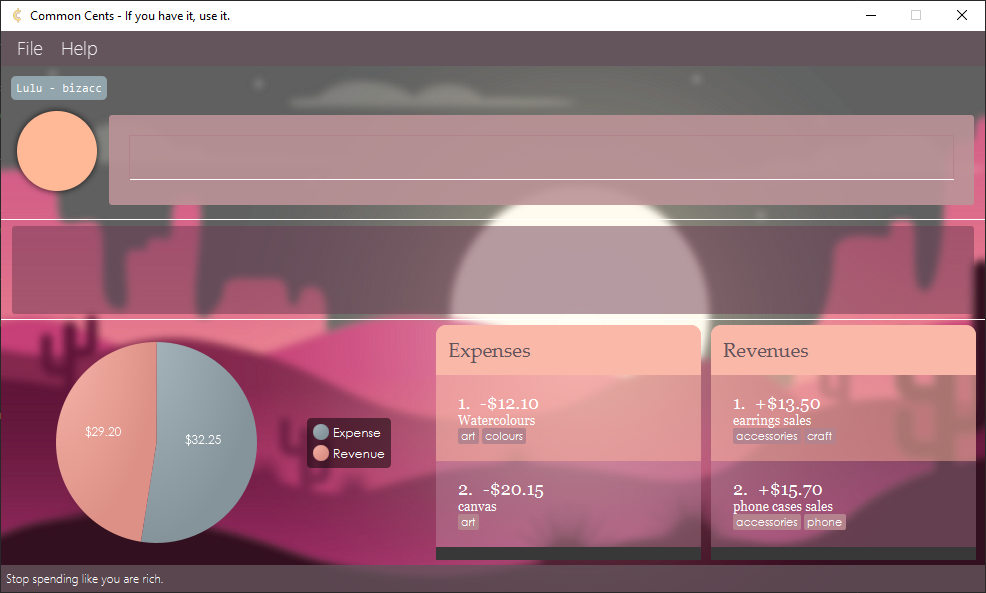 Common Cents - If you have it, use it.
File Help
Lulu - bizacc
$29.20
$32.25
Expense
Revenue
Expenses
1. -$12.10
Watercolours
art colours
2. -$20.15
canvas
art
Revenues
1. +$13.50
earrings sales
accessories craft
2. +$15.70
phone cases sales
accessories phone
Stop spending like you are rich.